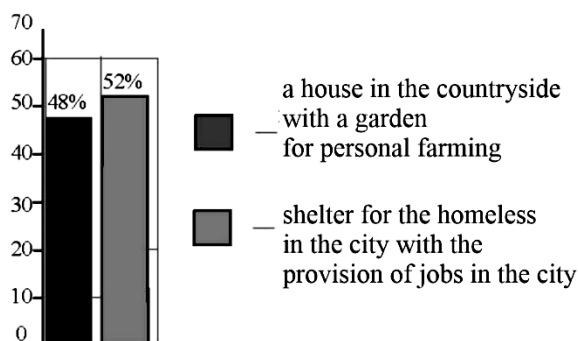 70
60
50
40
30
20
10
0
48%
52%
a house in the countryside
with a garden
for personal farming
shelter for the homeless
in the city with the
provision of jobs in the city